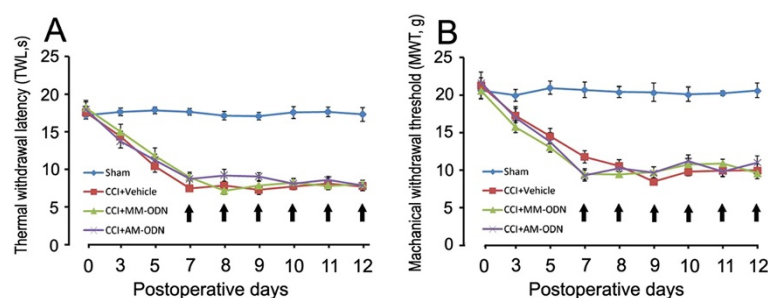 A
Thermal withdrawal latency (TWL,s)
25
20
15
10
5
0
Sham
CCI+Vehicle
CCI+MM-ODN
CCI+AM-ODN
0 3 5 7 8 9 10 11 12
Postoperative days
B
Machanical withdrawal threshold (MWT, g)
25
20
15
10
5
0
Sham
CCI+Vehicle
CCI+MM-ODN
CCI+AM-ODN
0 3 5 7 8 9 10 11 12
Postoperative days